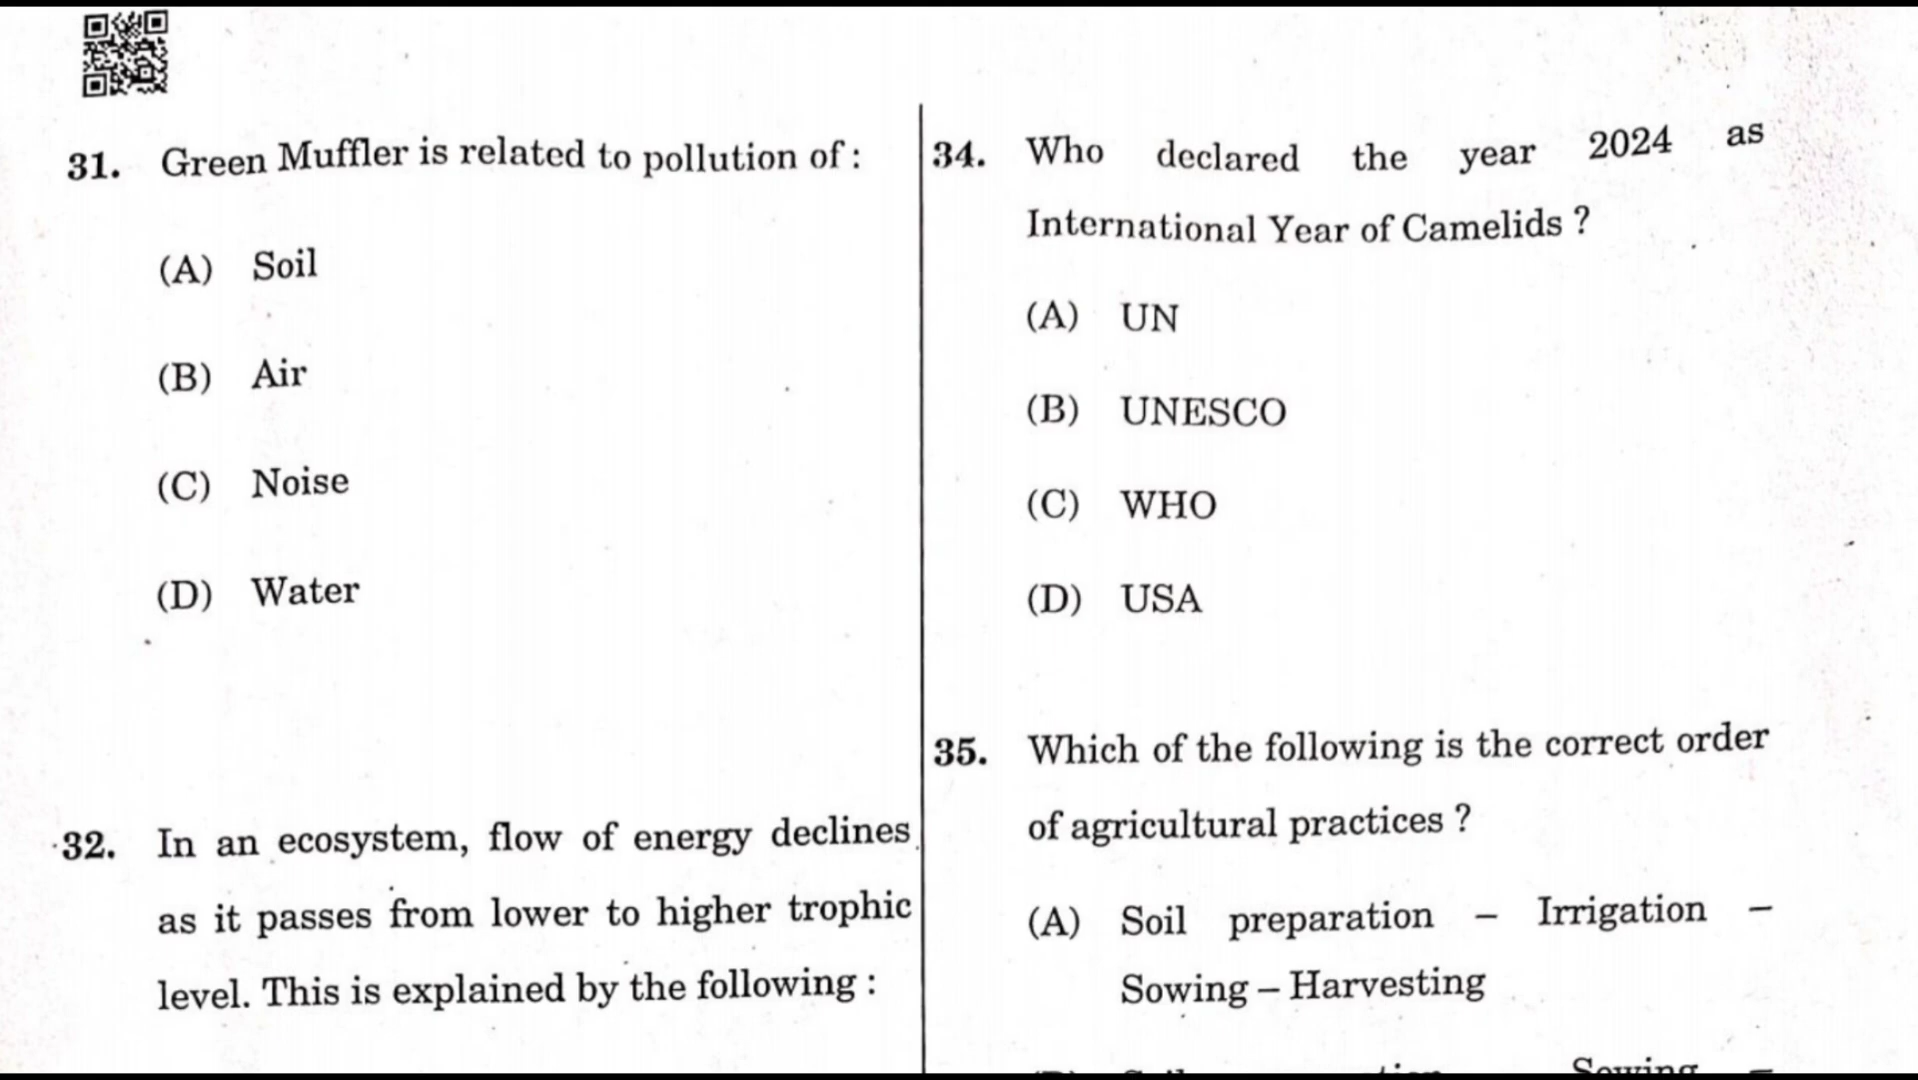 31. Green Muffler is related to pollution of :
(A) Soil
(B) Air
(C) Noise
(D) Water
32. In an ecosystem, flow of energy declines
as it passes from lower to higher trophic
level. This is explained by the following :
34. Who declared the year 2024 as
International Year of Camelids ?
(A) UN
(B) UNESCO
(C) WHO
(D) USA
35. Which of the following is the correct order
of agricultural practices ?
(A) Soil preparation – Irrigation –
Sowing – Harvesting
Sowing –